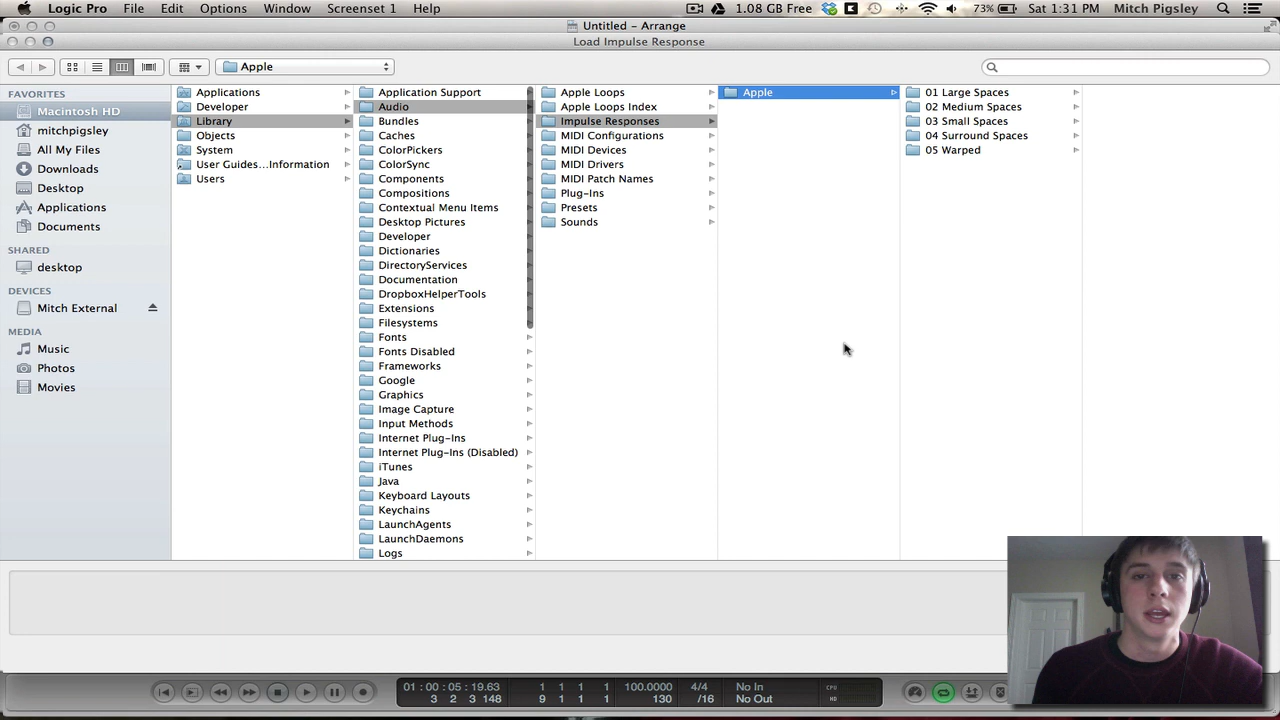 Logic Pro File Edit Options Window Screenset 1 Help 1.08 GB Free 73% Sat 1:31 PM Mitch Pigsley
Untitled - Arrange
Load Impulse Response
Apple
FAVORITES
Macintosh HD
mitchpigsley
All My Files
Downloads
Desktop
Applications
Documents
SHARED
desktop
DEVICES
Mitch External
MEDIA
Music
Photos
Movies
Applications
Developer
Library
Objects
System
User Guides...Information
Users
Application Support
Audio
Bundles
Caches
ColorPickers
ColorSync
Components
Compositions
Contextual Menu Items
Desktop Pictures
Developer
Dictionaries
DirectoryServices
Documentation
DropboxHelperTools
Extensions
Filesystems
Fonts
Fonts Disabled
Frameworks
Google
Graphics
Image Capture
Input Methods
Internet Plug-Ins
Internet Plug-Ins (Disabled)
iTunes
Java
Keyboard Layouts
Keychains
LaunchAgents
LaunchDaemons
Logs
Apple Loops
Apple Loops Index
Impulse Responses
MIDI Configurations
MIDI Devices
MIDI Drivers
MIDI Patch Names
Plug-Ins
Presets
Sounds
Apple
01 Large Spaces
02 Medium Spaces
03 Small Spaces
04 Surround Spaces
05 Warped
01 : 00 : 05 : 19.63 1 1 1 1 100.0000 4/4 No In CPU
3 2 3 148 9 1 1 1 130 /16 No Out HD